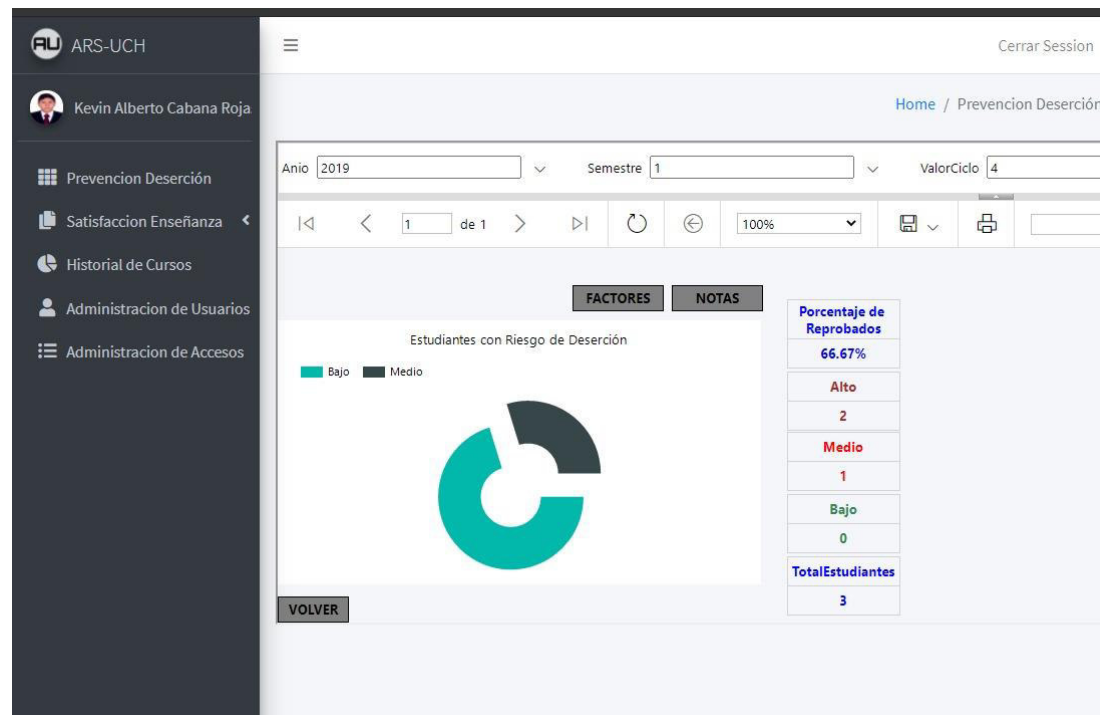 AU ARS-UCH
Cerrar Session
Kevin Alberto Cabana Roja
Home / Prevencion Deserción
Prevencion Deserción
Satisfaccion Enseñanza
Historial de Cursos
Administracion de Usuarios
Administracion de Accesos
Anio 2019 Semestre 1 ValorCiclo 4
1 de 1 100%
FACTORES NOTAS
Estudiantes con Riesgo de Deserción
Bajo Medio
Porcentaje de
Reprobados
66.67%
Alto
2
Medio
1
Bajo
0
TotalEstudiantes
3
VOLVER